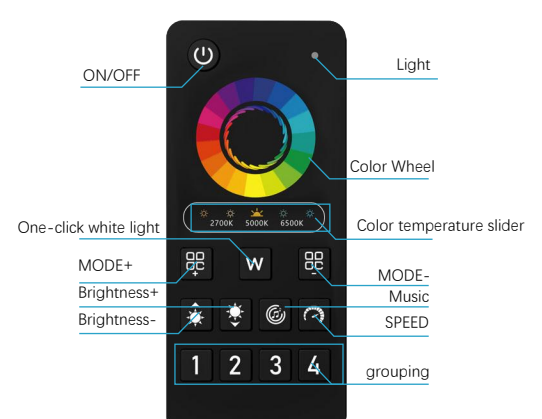 ON/OFF
Light
Color Wheel
2700K 5000K 6500K
One-click white light
Color temperature slider
MODE+
W
MODE-
Brightness+
Music
Brightness-
SPEED
1 2 3 4
grouping